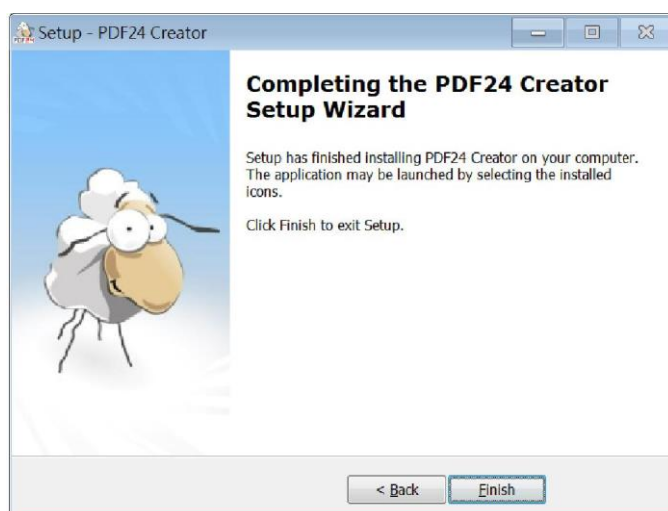 Setup - PDF24 Creator
Completing the PDF24 Creator
Setup Wizard
Setup has finished installing PDF24 Creator on your computer.
The application may be launched by selecting the installed
icons.
Click Finish to exit Setup.
< Back
Finish